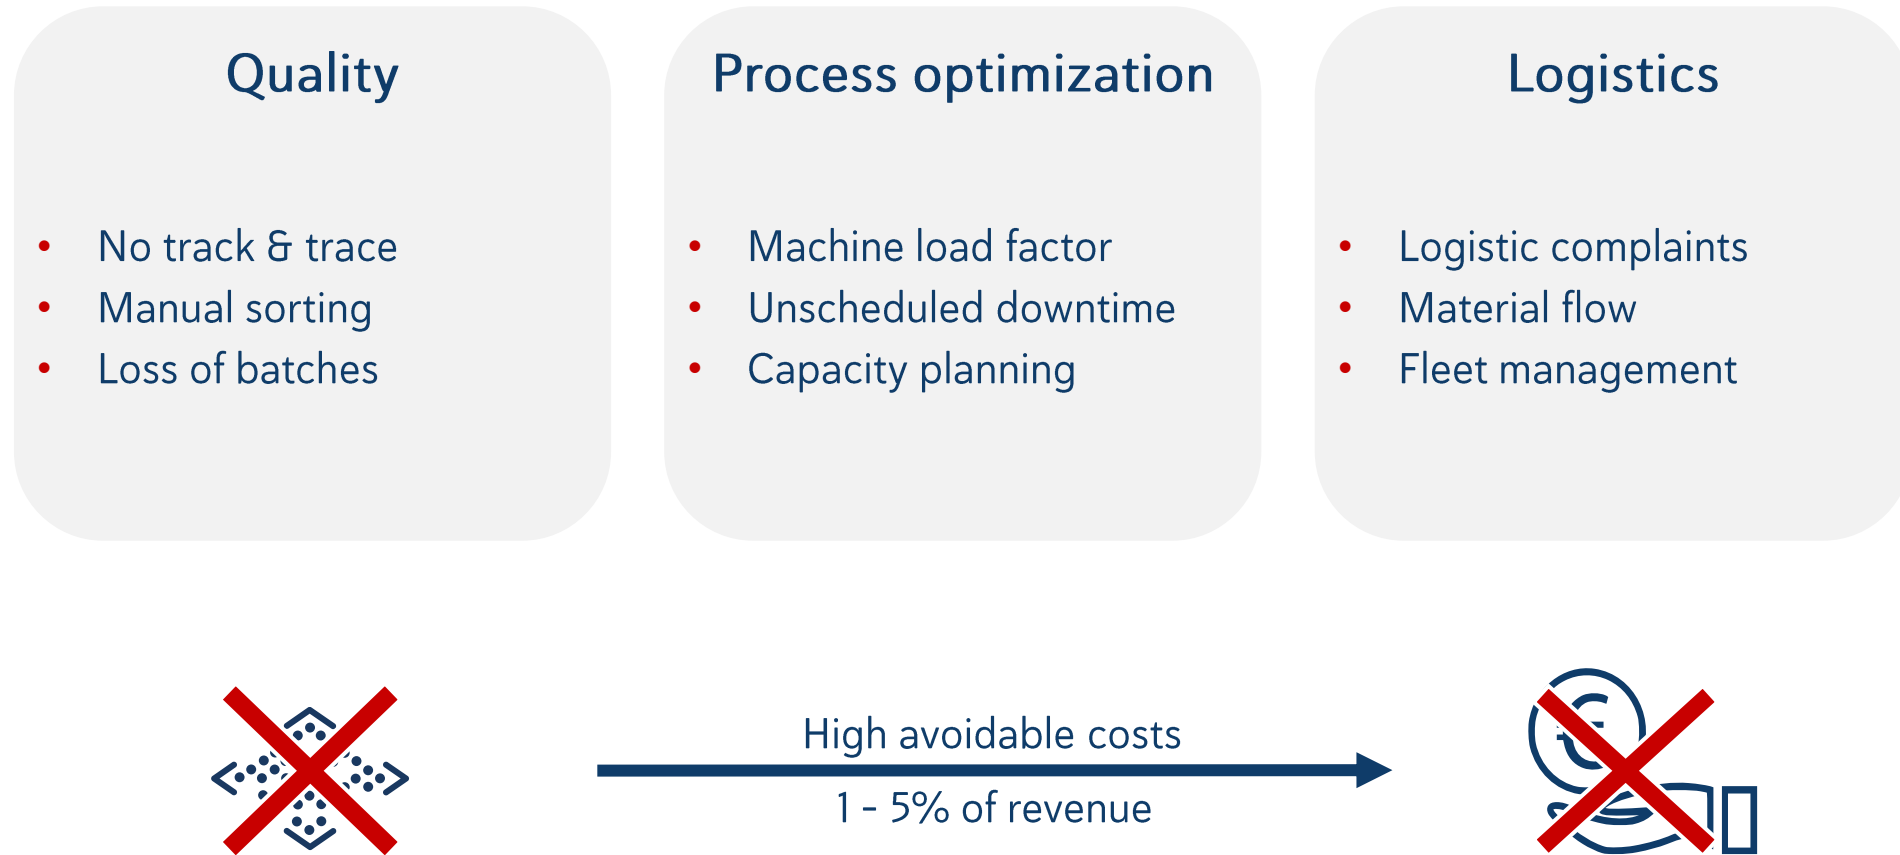 Quality
• No track & trace
• Manual sorting
• Loss of batches
Process optimization
• Machine load factor
• Unscheduled downtime
• Capacity planning
Logistics
• Logistic complaints
• Material flow
• Fleet management
High avoidable costs
1 - 5% of revenue
€